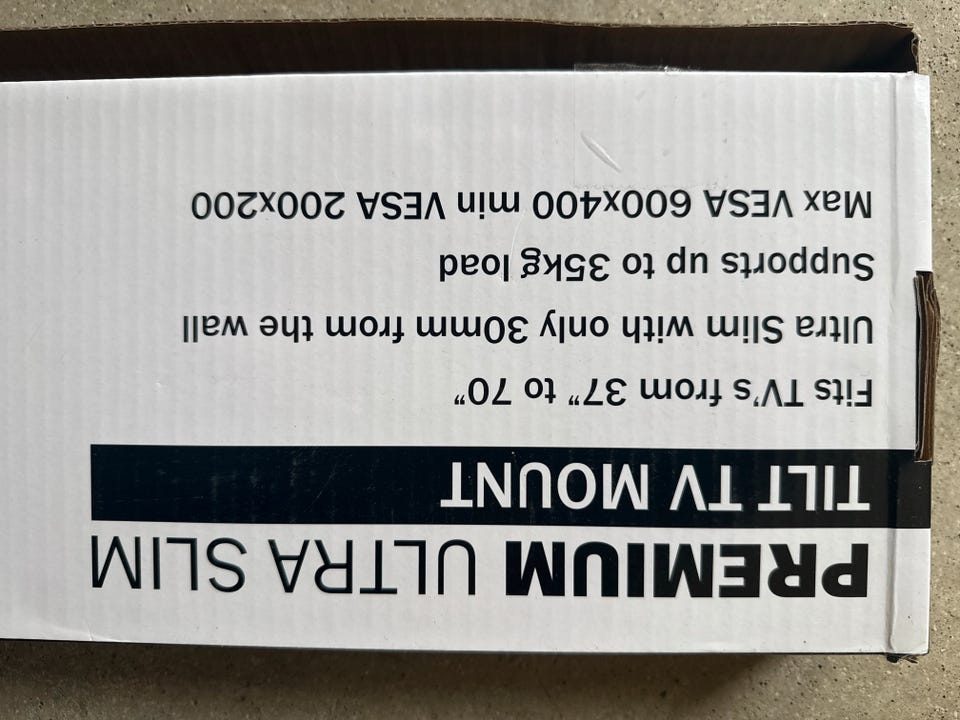 PREMIUM ULTRA SLIM
TILT TV MOUNT
Fits TV's from 37” to 70”
Ultra Slim with only 30mm from the wall
Supports up to 35kg load
Max VESA 600x400 min VESA 200x200